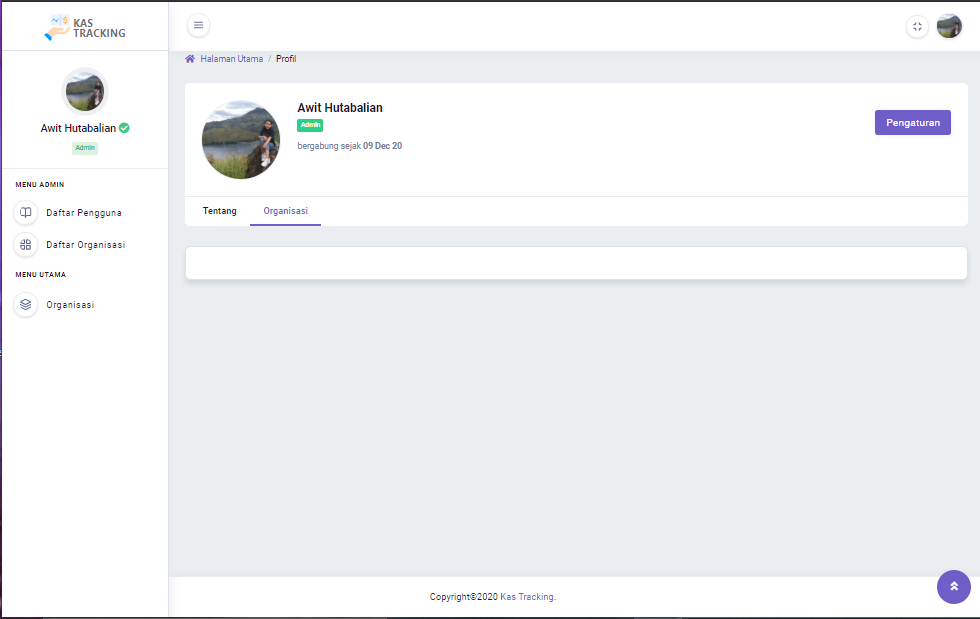 KAS
TRACKING
Halaman Utama / Profil
Awit Hutabalian
Admin
MENU ADMIN
Daftar Pengguna
Daftar Organisasi
MENU UTAMA
Organisasi
Awit Hutabalian
Admin
bergabung sejak 09 Dec 20
Pengaturan
Tentang
Organisasi
Copyright©2020 Kas Tracking.